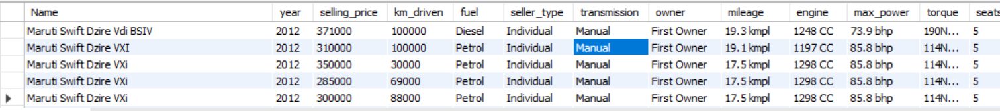 Name year selling_price km_driven fuel seller_type transmission owner mileage engine max_power torque seats
Maruti Swift Dzire Vdi BSIV 2012 371000 100000 Diesel Individual Manual First Owner 19.3 kmpl 1248 CC 73.9 bhp 190N... 5
Maruti Swift Dzire VXI 2012 310000 100000 Petrol Individual Manual First Owner 19.1 kmpl 1197 CC 85.8 bhp 114N... 5
Maruti Swift Dzire VXi 2012 350000 30000 Petrol Individual Manual First Owner 17.5 kmpl 1298 CC 85.8 bhp 114N... 5
Maruti Swift Dzire VXi 2012 285000 69000 Petrol Individual Manual First Owner 17.5 kmpl 1298 CC 85.8 bhp 114N... 5
Maruti Swift Dzire VXi 2012 300000 88000 Petrol Individual Manual First Owner 17.5 kmpl 1298 CC 85.8 bhp 114N... 5